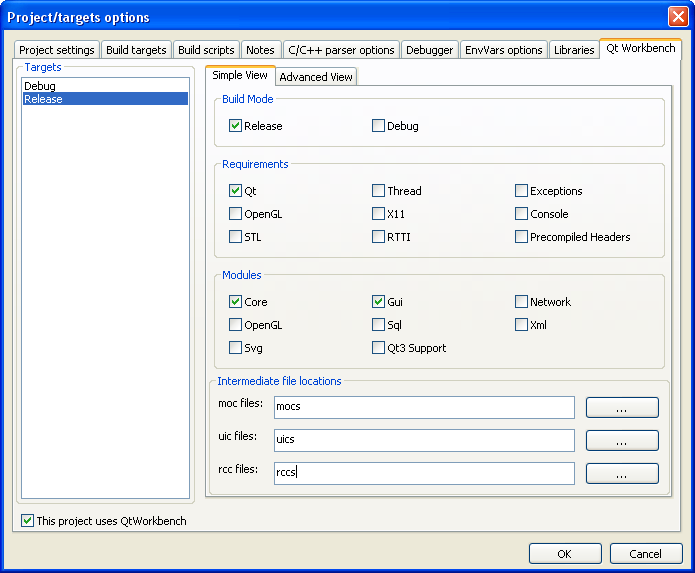 Project/targets options
Project settings Build targets Build scripts Notes C/C++ parser options Debugger EnvVars options Libraries Qt Workbench
Targets
Debug
Release
Simple View Advanced View
Build Mode
Release Debug
Requirements
Qt Thread Exceptions
OpenGL X11 Console
STL RTTI Precompiled Headers
Modules
Core Gui Network
OpenGL Sql Xml
Svg Qt3 Support
Intermediate file locations
moc files: mocs ...
uic files: uics ...
rcc files: rccs ...
This project uses QtWorkbench
OK Cancel